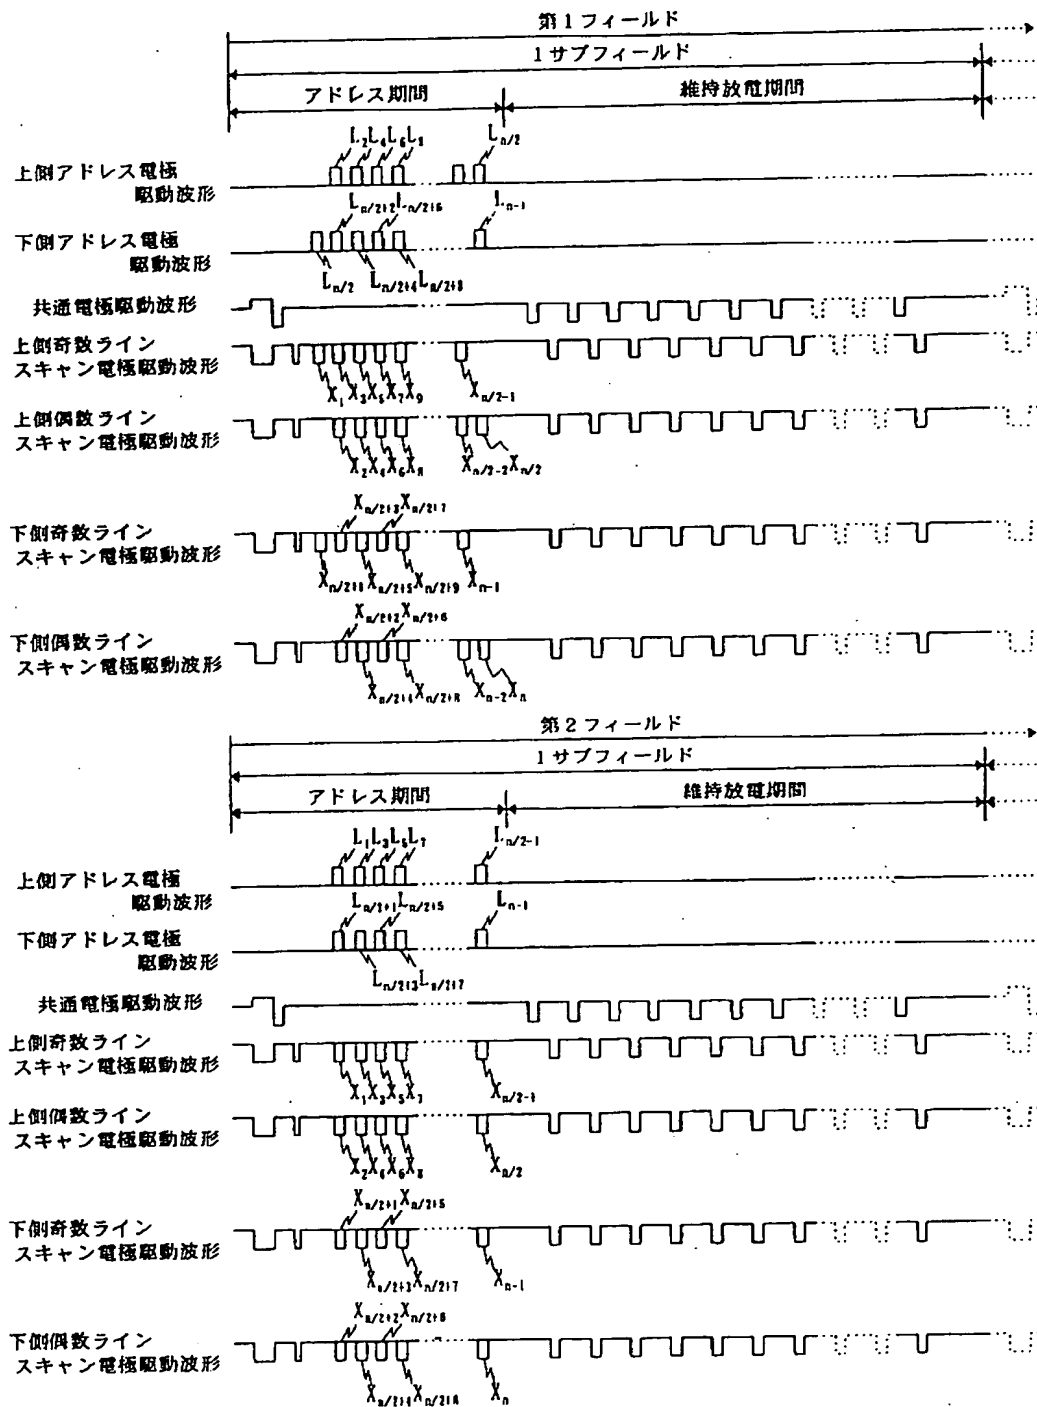 第1フィールド
1サブフィールド
アドレス期間
維持放電期間
L2 L4 L6 L8
Ln/2
上側アドレス電極
駆動波形
Ln/2+2 Ln/2+6
Ln-1
下側アドレス電極
駆動波形
Ln/2 Ln/2+4 Ln/2+8
共通電極駆動波形
上側奇数ライン
スキャン電極駆動波形
X1 X3 X5 X7 X9
Xn/2-1
上側偶数ライン
スキャン電極駆動波形
X2 X4 X6 X8
Xn/2-2 Xn/2
Xn/2+3 Xn/2+7
下側奇数ライン
スキャン電極駆動波形
Xn/2+1 Xn/2+5 Xn/2+9
Xn-1
Xn/2+2 Xn/2+6
下側偶数ライン
スキャン電極駆動波形
Xn/2+4 Xn/2+8
Xn-2 Xn
第2フィールド
1サブフィールド
アドレス期間
維持放電期間
L1 L3 L5 L7
Ln/2-1
上側アドレス電極
駆動波形
Ln/2+1 Ln/2+5
Ln-1
下側アドレス電極
駆動波形
Ln/2+3 Ln/2+7
共通電極駆動波形
上側奇数ライン
スキャン電極駆動波形
X1 X3 X5 X7
Xn/2-1
上側偶数ライン
スキャン電極駆動波形
X2 X4 X6 X8
Xn/2
Xn/2+1 Xn/2+5
下側奇数ライン
スキャン電極駆動波形
Xn/2+3 Xn/2+7
Xn-1
Xn/2+2 Xn/2+6
下側偶数ライン
スキャン電極駆動波形
Xn/2+4 Xn/2+8
Xn